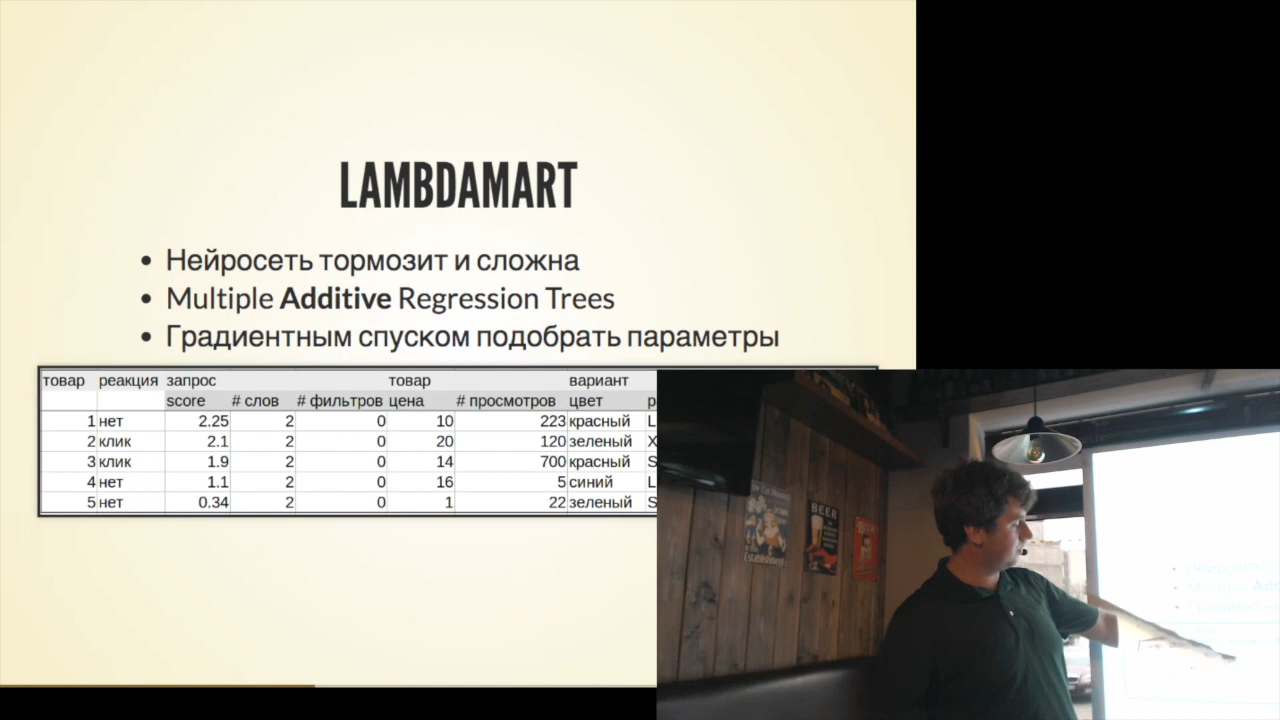 LAMBDAMART
• Нейросеть тормозит и сложна
• Multiple Additive Regression Trees
• Градиентным спуском подобрать параметры
товар реакция запрос товар вариант
score # слов # фильтров цена # просмотров цвет
1 нет 2.25 2 0 10 223 красный L
2 клик 2.1 2 0 20 120 зеленый X
3 клик 1.9 2 0 14 700 красный S
4 нет 1.1 2 0 16 5 синий L
5 нет 0.34 2 0 1 22 зеленый S
BEER
Establishment